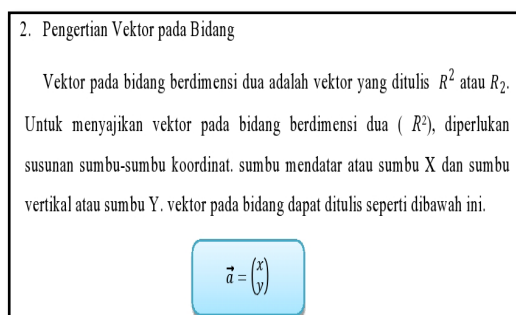 2. Pengertian Vektor pada Bidang
Vektor pada bidang berdimensi dua adalah vektor yang ditulis R² atau R₂.
Untuk menyajikan vektor pada bidang berdimensi dua ( R²), diperlukan
susunan sumbu-sumbu koordinat. sumbu mendatar atau sumbu X dan sumbu
vertikal atau sumbu Y. vektor pada bidang dapat ditulis seperti dibawah ini.
a⃗ = (x
y)